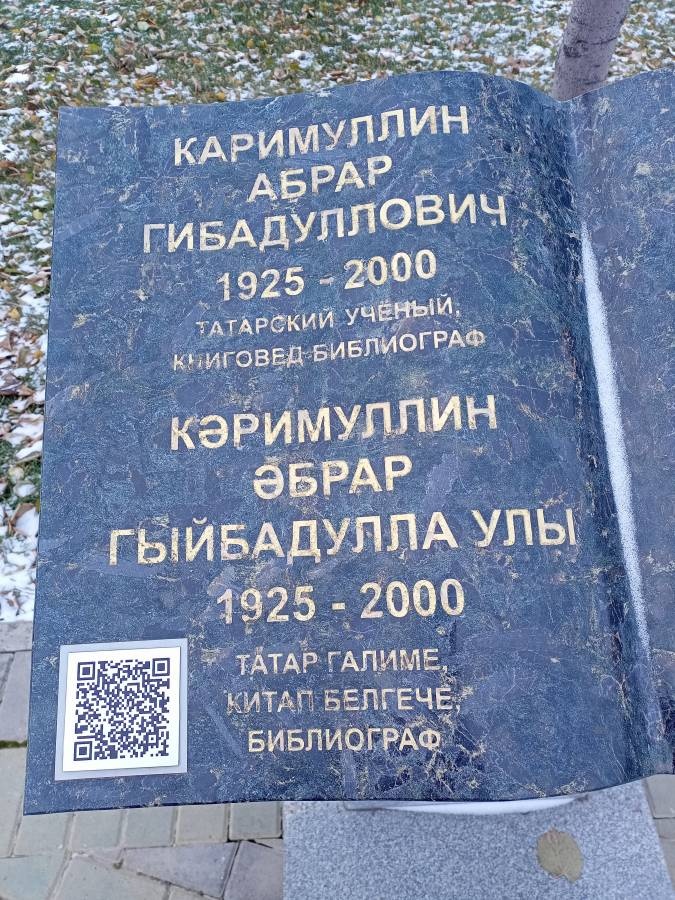 КАРИМУЛЛИН
АБРАР
ГИБАДУЛЛОВИЧ
1925 - 2000
ТАТАРСКИЙ УЧЁНЫЙ,
КНИГОВЕД-БИБЛИОГРАФ
КӘРИМУЛЛИН
ӘБРАР
ГЫЙБАДУЛЛА УЛЫ
1925 - 2000
ТАТАР ГАЛИМЕ,
КИТАП БЕЛГЕЧЕ,
БИБЛИОГРАФ